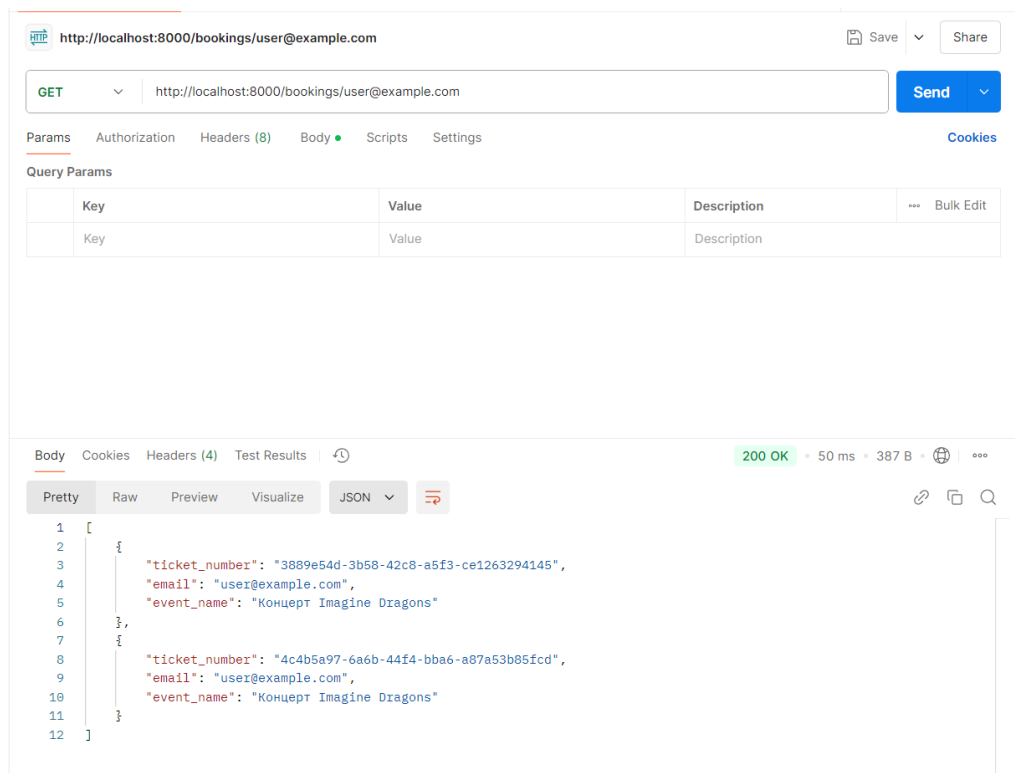 HTTP http://localhost:8000/bookings/user@example.com Save Share
GET http://localhost:8000/bookings/user@example.com Send
Params Authorization Headers (8) Body Scripts Settings Cookies
Query Params
Key Value Description Bulk Edit
Key Value Description
Body Cookies Headers (4) Test Results 200 OK 50 ms 387 B
Pretty Raw Preview Visualize JSON
1 [
2 {
3 "ticket_number": "3889e54d-3b58-42c8-a5f3-ce1263294145",
4 "email": "user@example.com",
5 "event_name": "Концерт Imagine Dragons"
6 },
7 {
8 "ticket_number": "4c4b5a97-6a6b-44f4-bba6-a87a53b85fcd",
9 "email": "user@example.com",
10 "event_name": "Концерт Imagine Dragons"
11 }
12 ]